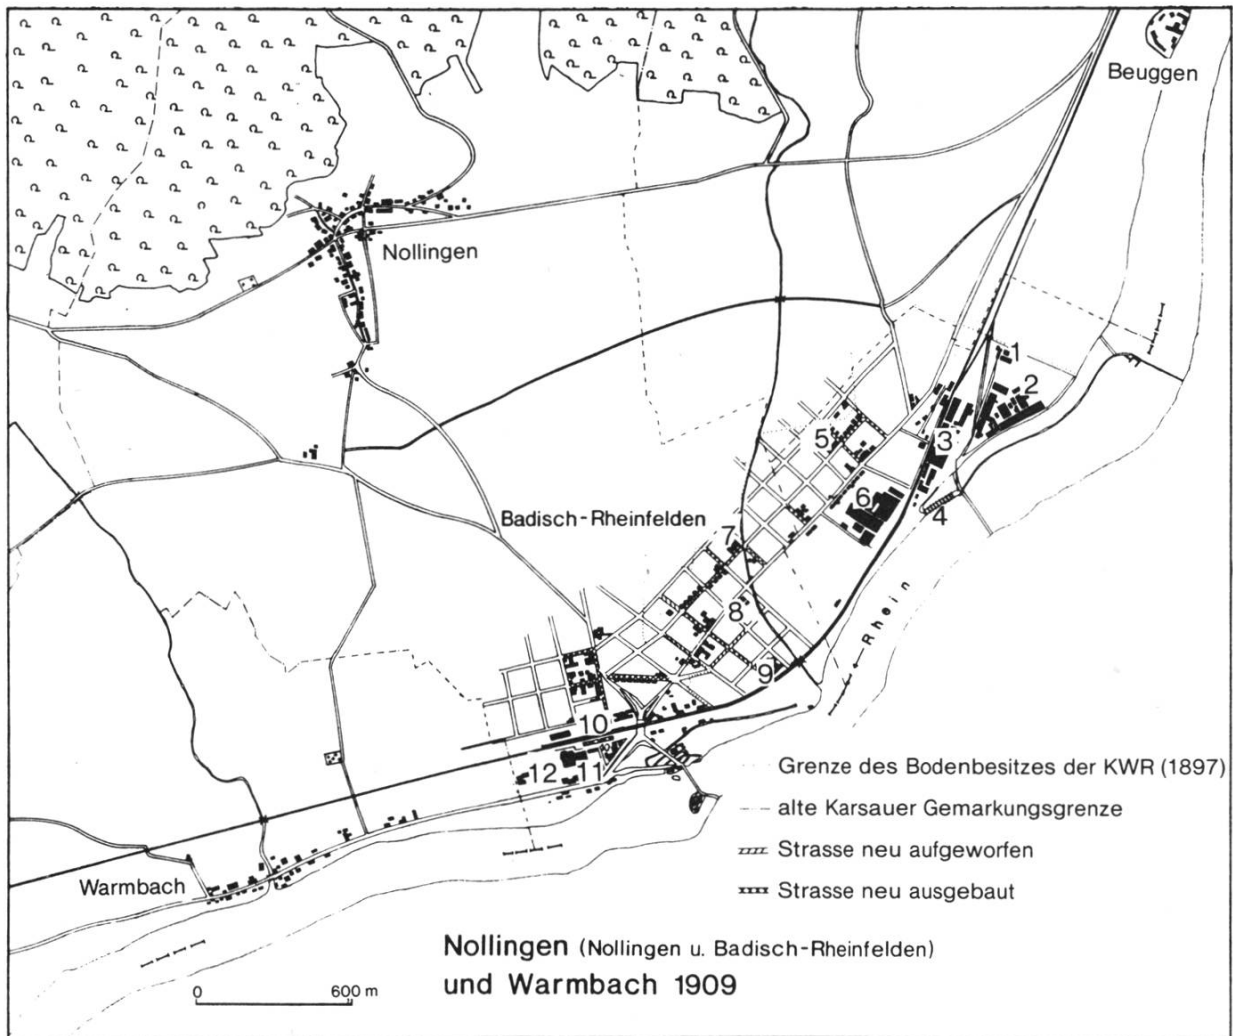 Beuggen
Nollingen
1
2
3
4
5
6
Badisch-Rheinfelden
7
8
9
Rhein
10
11
12
Warmbach
Grenze des Bodenbesitzes der KWR (1897)
alte Karsauer Gemarkungsgrenze
Strasse neu aufgeworfen
Strasse neu ausgebaut
Nollingen (Nollingen u. Badisch-Rheinfelden)
und Warmbach 1909
0 600 m